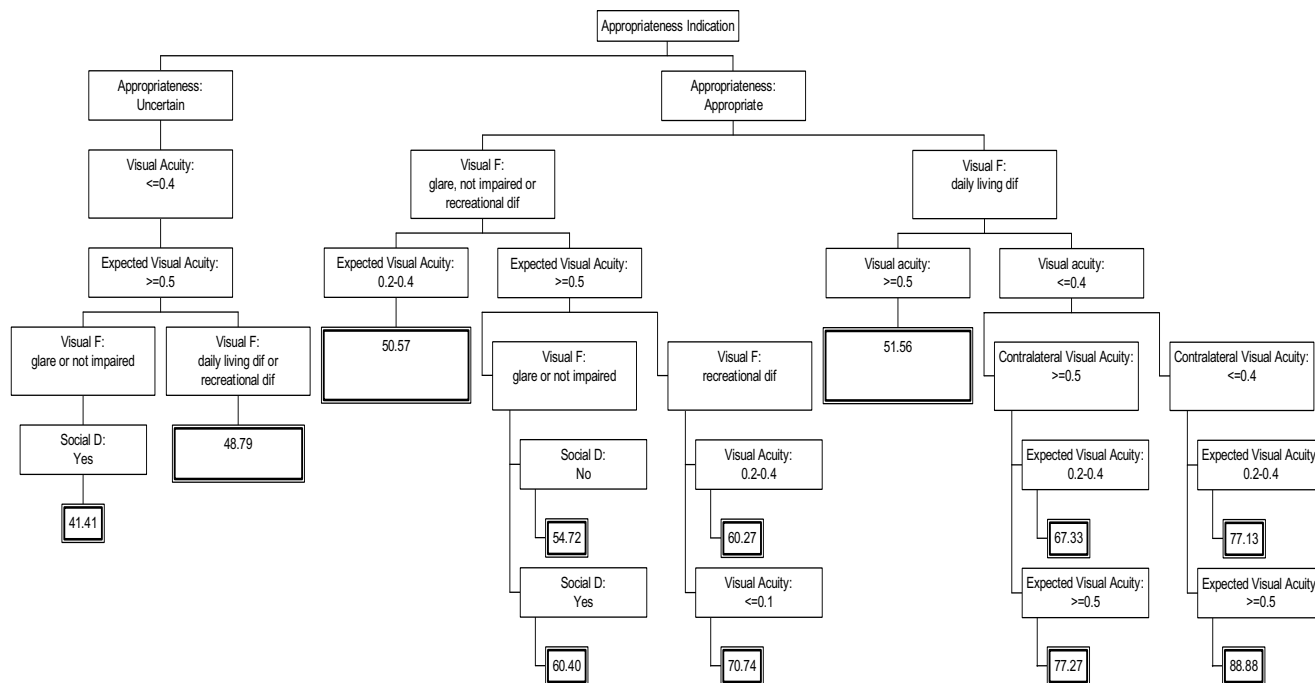 Appropriateness Indication
Appropriateness:
Uncertain
Appropriateness:
Appropriate
Visual Acuity:
<=0.4
Visual F:
glare, not impaired or
recreational dif
Visual F:
daily living dif
Expected Visual Acuity:
>=0.5
Expected Visual Acuity:
0.2-0.4
Expected Visual Acuity:
>=0.5
Visual acuity:
>=0.5
Visual acuity:
<=0.4
Visual F:
glare or not impaired
Visual F:
daily living dif or
recreational dif
50.57
Visual F:
glare or not impaired
Visual F:
recreational dif
51.56
Contralateral Visual Acuity:
>=0.5
Contralateral Visual Acuity:
<=0.4
Social D:
Yes
48.79
Social D:
No
Visual Acuity:
0.2-0.4
Expected Visual Acuity:
0.2-0.4
Expected Visual Acuity
0.2-0.4
41.41
54.72
60.27
67.33
77.13
Social D:
Yes
Visual Acuity:
<=0.1
Expected Visual Acuity:
>=0.5
Expected Visual Acuity
>=0.5
60.40
70.74
77.27
88.88